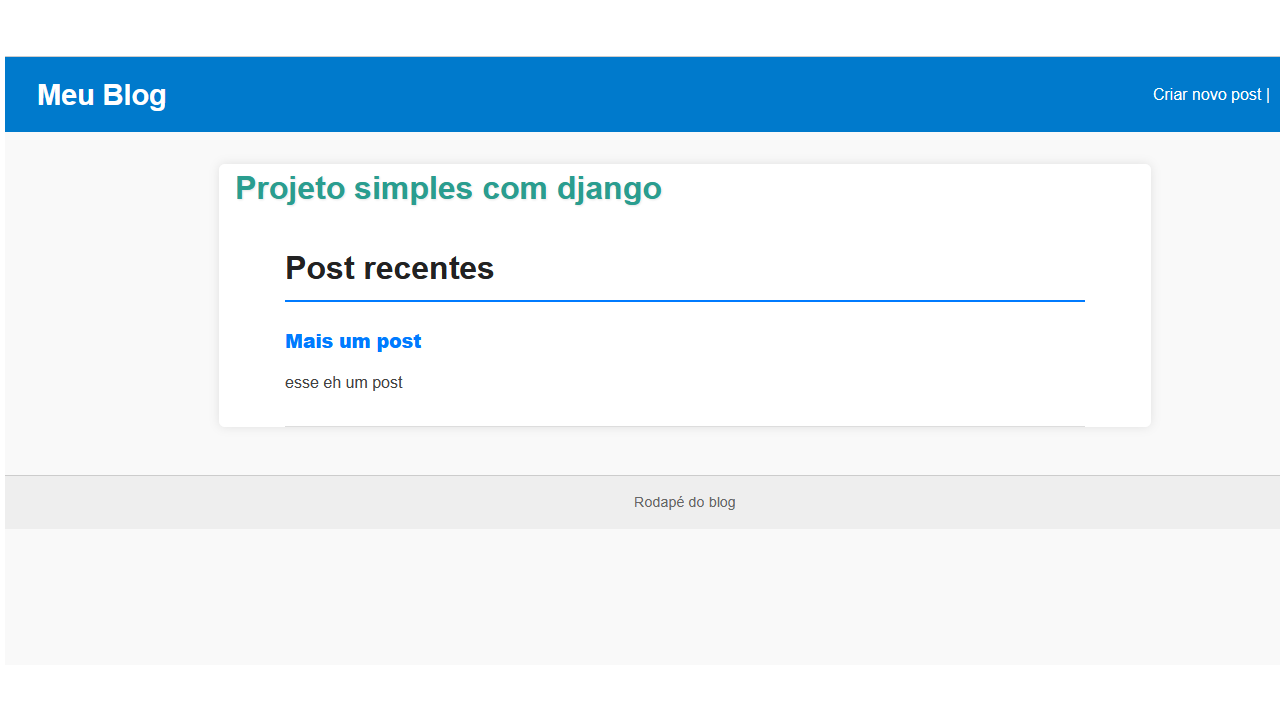 Meu Blog
Criar novo post |
Projeto simples com django
Post recentes
Mais um post
esse eh um post
Rodapé do blog